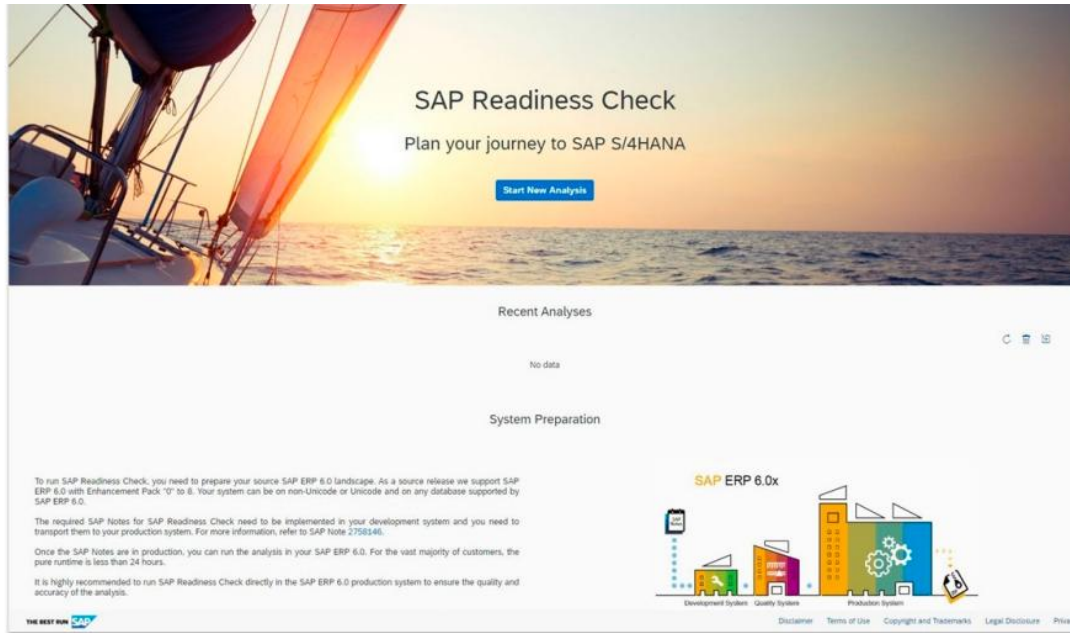 SAP Readiness Check
Plan your journey to SAP S/4HANA
Start New Analysis
Recent Analyses
No data
System Preparation
To run SAP Readiness Check, you need to prepare your source SAP ERP 6.0 landscape. As a source release we support SAP
ERP 6.0 with Enhancement Pack "0" to 8. Your system can be on non-Unicode or Unicode and on any database supported by
SAP ERP 6.0.
The required SAP Notes for SAP Readiness Check need to be implemented in your development system and you need to
transport them to your production system. For more information, refer to SAP Note 2758146.
Once the SAP Notes are in production, you can run the analysis in your SAP ERP 6.0. For the vast majority of customers, the
pure runtime is less than 24 hours.
It is highly recommended to run SAP Readiness Check directly in the SAP ERP 6.0 production system to ensure the quality and
accuracy of the analysis.
SAP ERP 6.0x
SAP
Notes
Development System Quality System Production System
THE BEST RUN SAP
Disclaimer Terms of Use Copyright and Trademarks Legal Disclosure Priva